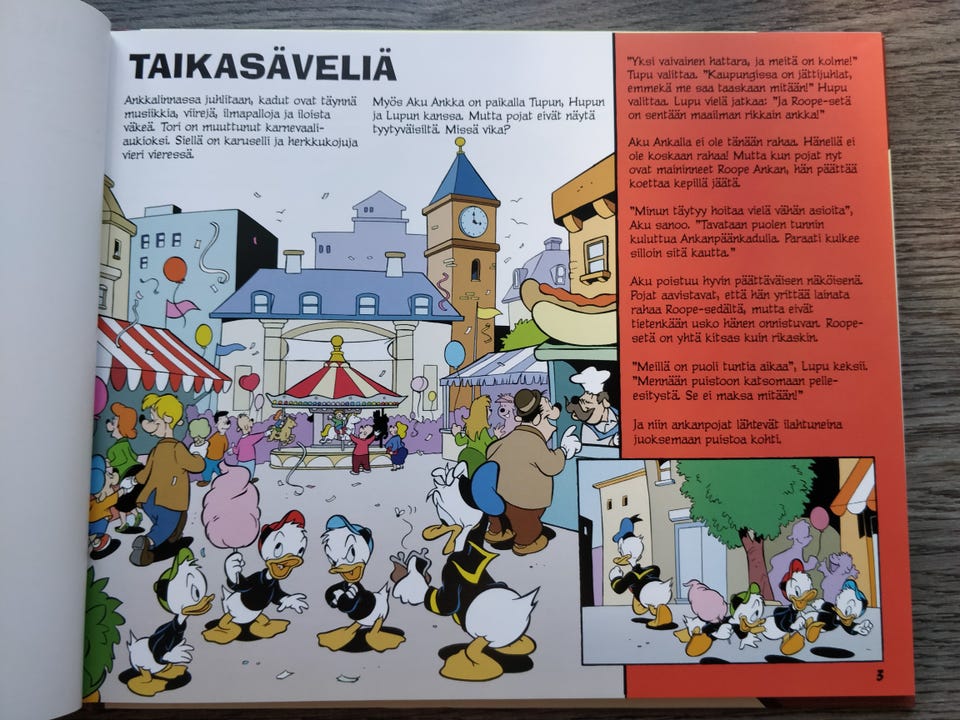 TAIKASÄVELIÄ
Ankkalinnassa juhlitaan, kadut ovat täynnä
musiikkia, viirejä, ilmapalloja ja iloista
väkeä. Tori on muuttunut karnevaali-
aukioksi. Siellä on karuselli ja herkkukojuja
vieri vieressä.
Myös Aku Ankka on paikalla Tupun, Hupun
ja Lupun kanssa. Mutta pojat eivät näytä
tyytyväisiltä. Missä vika?
"Yksi vaivainen hattara, ja meitä on kolme!"
Tupu valittaa. "Kaupungissa on jättijuhlat,
emmekä me saa taaskaan mitään!" Hupu
valittaa. Lupu vielä jatkaa: "Ja Roope-setä
on sentään maailman rikkain ankka!"
Aku Ankalla ei ole tänään rahaa. Hänellä ei
ole koskaan rahaa! Mutta kun pojat nyt
ovat maininneet Roope Ankan, hän päättää
koettaa kepillä jäätä.
"Minun täytyy hoitaa vielä vähän asioita",
Aku sanoo. "Tavataan puolen tunnin
kuluttua Ankanpäänkadulla. Paraati kulkee
silloin sitä kautta."
Aku poistuu hyvin päättäväisen näköisenä.
Pojat aavistavat, että hän yrittää lainata
rahaa Roope-sedältä, mutta eivät
tietenkään usko hänen onnistuvan. Roope-
setä on yhtä kitsas kuin rikaskin.
"Meillä on puoli tuntia aikaa", Lupu keksii.
"Mennään puistoon katsomaan pelle-
esitystä. Se ei maksa mitään!"
Ja niin ankanpojat lähtevät ilahtuneina
juoksemaan puistoa kohti.
3